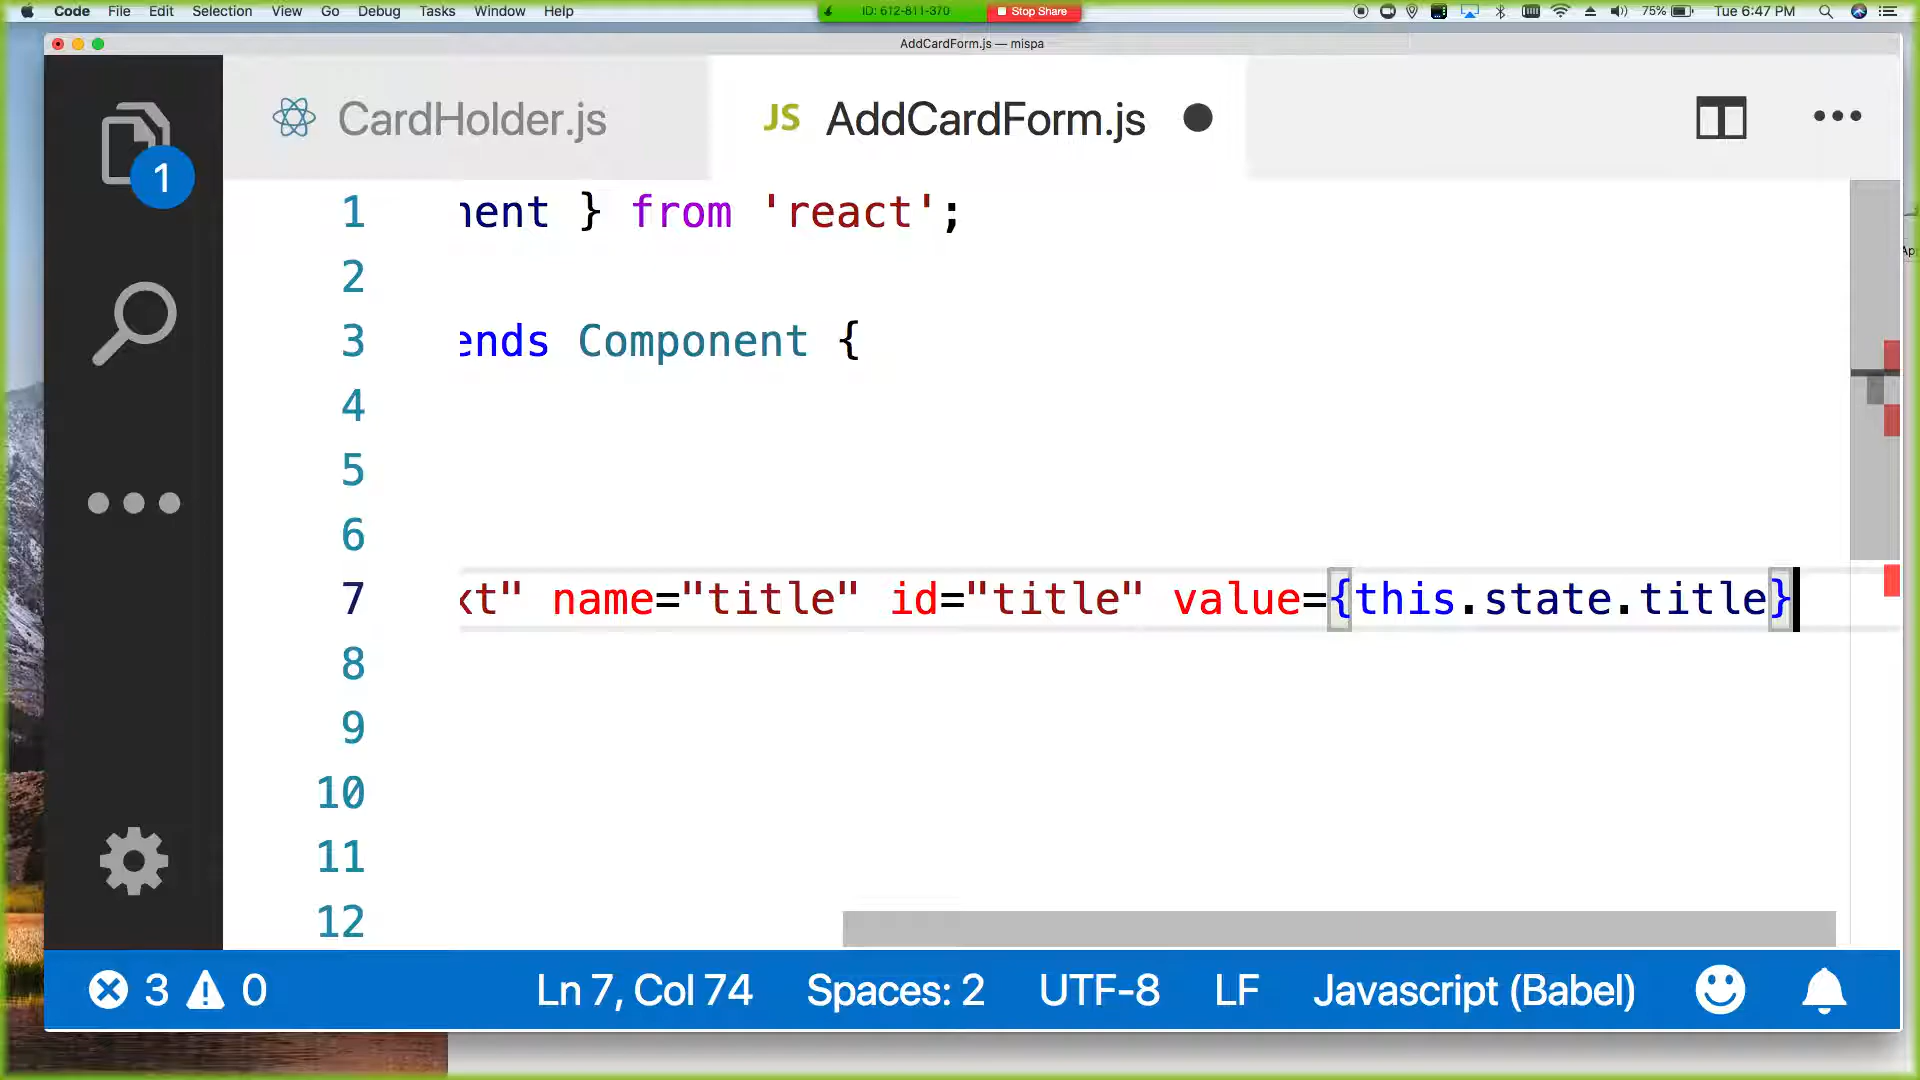 Code File Edit Selection View Go Debug Tasks Window Help ID: 612-811-370 Stop Share 75% Tue 6:47 PM
AddCardForm.js — mispa
CardHolder.js JS AddCardForm.js
1
1 nent } from 'react';
2
3 ends Component {
4
5
6
7 xt" name="title" id="title" value={this.state.title}
8
9
10
11
12
3 0 Ln 7, Col 74 Spaces: 2 UTF-8 LF Javascript (Babel)